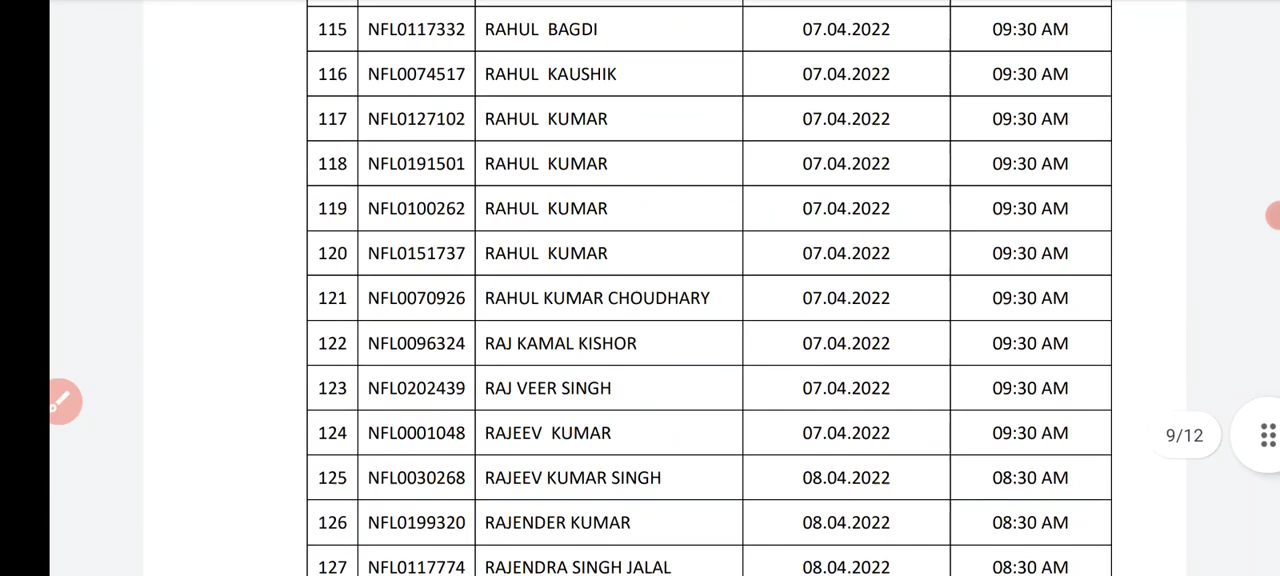 115 NFL0117332 RAHUL BAGDI 07.04.2022 09:30 AM
116 NFL0074517 RAHUL KAUSHIK 07.04.2022 09:30 AM
117 NFL0127102 RAHUL KUMAR 07.04.2022 09:30 AM
118 NFL0191501 RAHUL KUMAR 07.04.2022 09:30 AM
119 NFL0100262 RAHUL KUMAR 07.04.2022 09:30 AM
120 NFL0151737 RAHUL KUMAR 07.04.2022 09:30 AM
121 NFL0070926 RAHUL KUMAR CHOUDHARY 07.04.2022 09:30 AM
122 NFL0096324 RAJ KAMAL KISHOR 07.04.2022 09:30 AM
123 NFL0202439 RAJ VEER SINGH 07.04.2022 09:30 AM
124 NFL0001048 RAJEEV KUMAR 07.04.2022 09:30 AM
9/12
125 NFL0030268 RAJEEV KUMAR SINGH 08.04.2022 08:30 AM
126 NFL0199320 RAJENDER KUMAR 08.04.2022 08:30 AM
127 NFL0117774 RAJENDRA SINGH JALAL 08.04.2022 08:30 AM